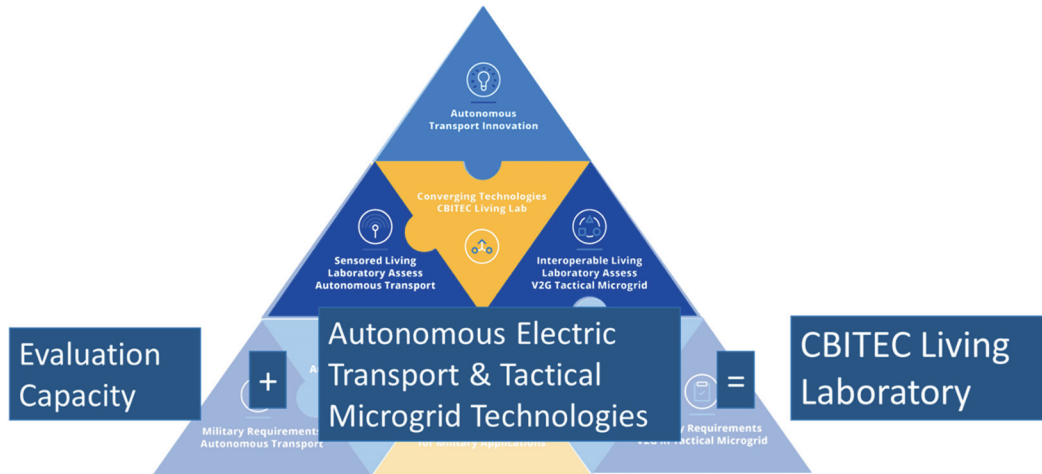 Autonomous
Transport Innovation
Converging Technologies
CBITEC Living Lab
Sensored Living
Laboratory Assess
Autonomous Transport
Interoperable Living
Laboratory Assess
V2G Tactical Microgrid
Evaluation
Capacity
+
Autonomous Electric
Transport & Tactical
Microgrid Technologies
=
CBITEC Living
Laboratory
Military Requirements
Autonomous Transport
for Military Applications
Requirements
V2G Tactical Microgrid